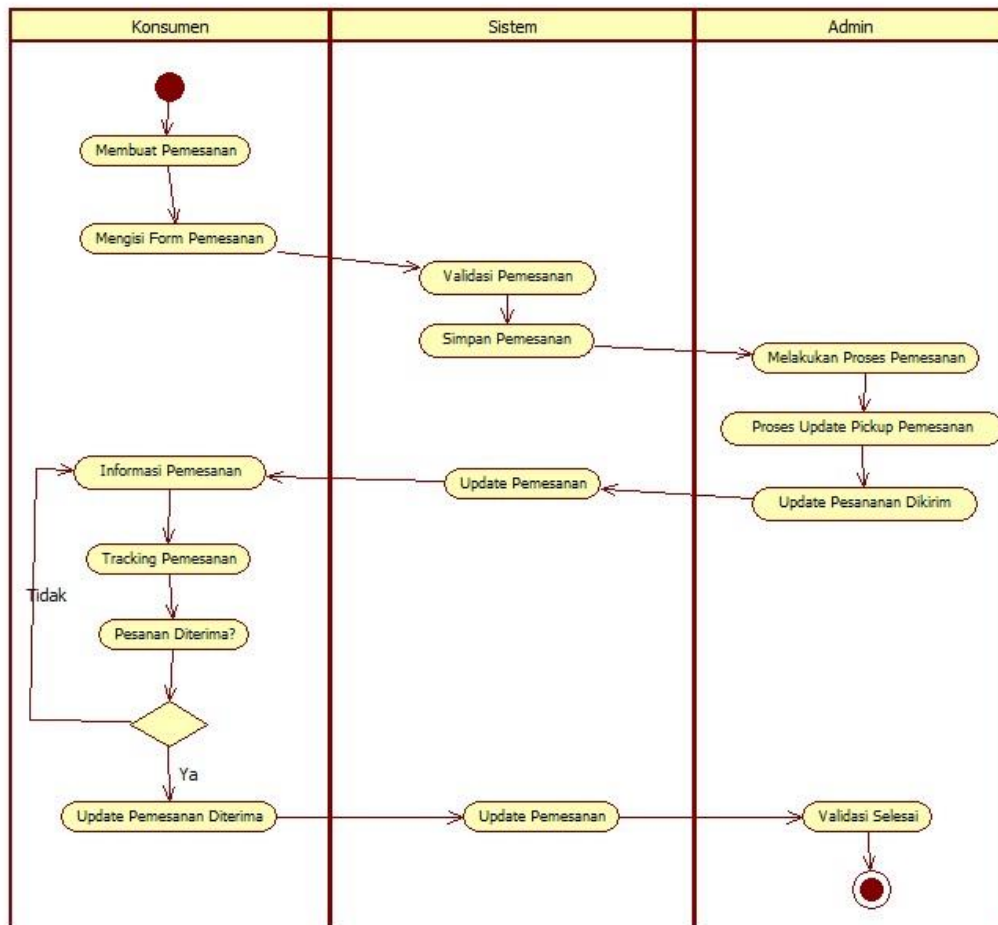 Konsumen
Sistem
Admin
Membuat Pemesanan
Mengisi Form Pemesanan
Validasi Pemesanan
Simpan Pemesanan
Melakukan Proses Pemesanan
Proses Update Pickup Pemesanan
Update Pesananan Dikirim
Update Pemesanan
Informasi Pemesanan
Tracking Pemesanan
Pesanan Diterima?
Tidak
Ya
Update Pemesanan Diterima
Update Pemesanan
Validasi Selesai